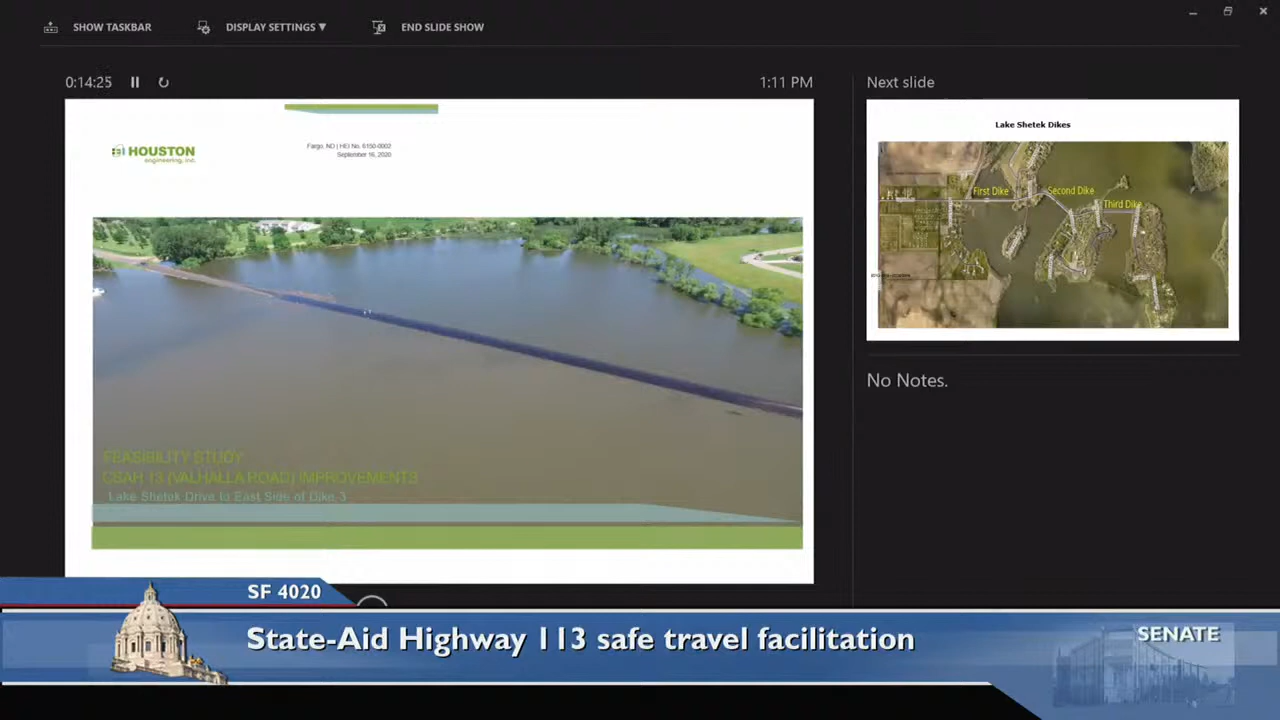 SHOW TASKBAR
DISPLAY SETTINGS ▼
END SLIDE SHOW
0:14:25
1:11 PM
Next slide
HOUSTON
engineering, inc.
Fargo, ND | HEI No. 6150-0002
September 16, 2020
FEASIBILITY STUDY
CSAH 13 (VALHALLA ROAD) IMPROVEMENTS
Lake Shetek Drive to East Side of Dike 3
Lake Shetek Dikes
First Dike
Second Dike
Third Dike
No Notes.
SF 4020
State-Aid Highway 113 safe travel facilitation
SENATE